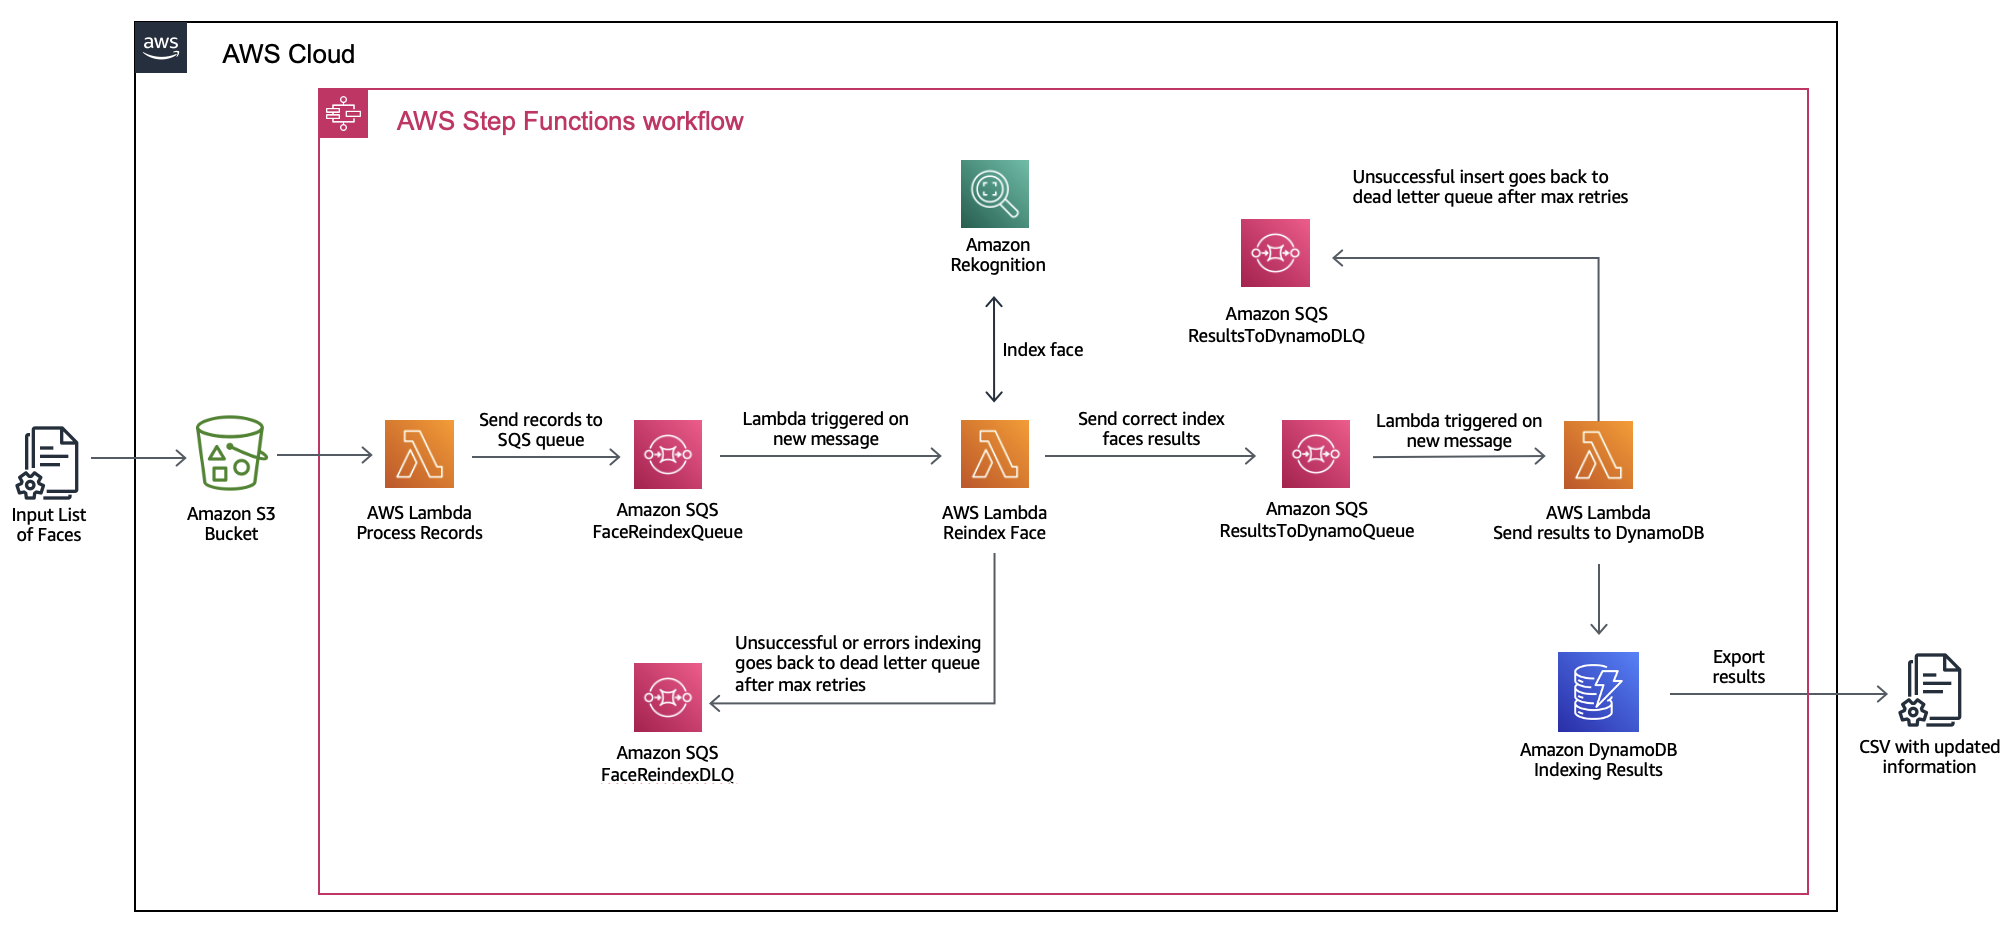 aws
AWS Cloud
AWS Step Functions workflow
Amazon
Rekognition
Unsuccessful insert goes back to
dead letter queue after max retries
Amazon SQS
ResultsToDynamoDLQ
Index face
Input List
of Faces
Amazon S3
Bucket
AWS Lambda
Process Records
Send records to
SQS queue
Amazon SQS
FaceReindexQueue
Lambda triggered on
new message
AWS Lambda
Reindex Face
Send correct index
faces results
Amazon SQS
ResultsToDynamoQueue
Lambda triggered on
new message
AWS Lambda
Send results to DynamoDB
Unsuccessful or errors indexing
goes back to dead letter queue
after max retries
Amazon SQS
FaceReindexDLQ
Amazon DynamoDB
Indexing Results
Export
results
CSV with updated
information